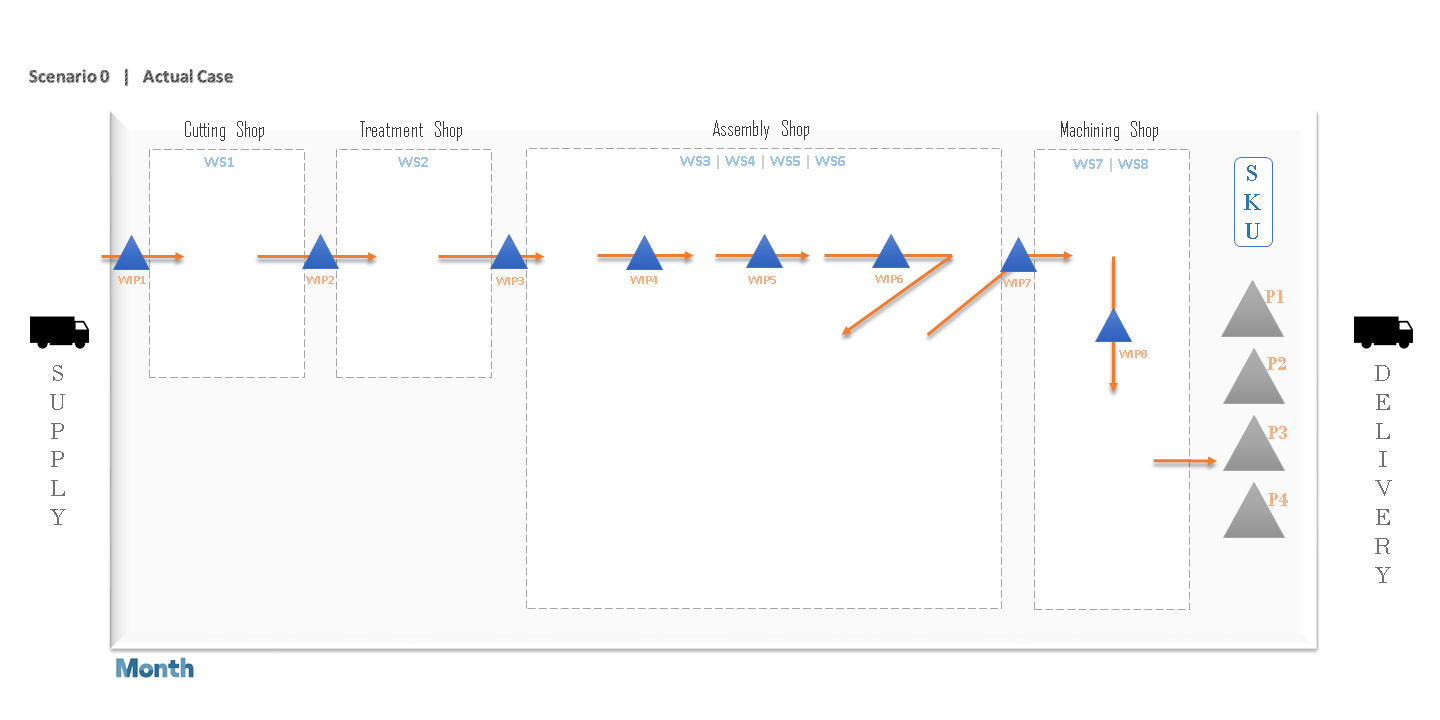 Scenario 0 | Actual Case
Cutting Shop
Treatment Shop
Assembly Shop
Machining Shop
WS1
WS2
WS3 | WS4 | WS5 | WS6
WS7 | WS8
SKU
WIP1
WIP2
WIP3
WIP4
WIP5
WIP6
WIP7
WIP8
P1
P2
P3
P4
SUPPLY
DELIVERY
Month